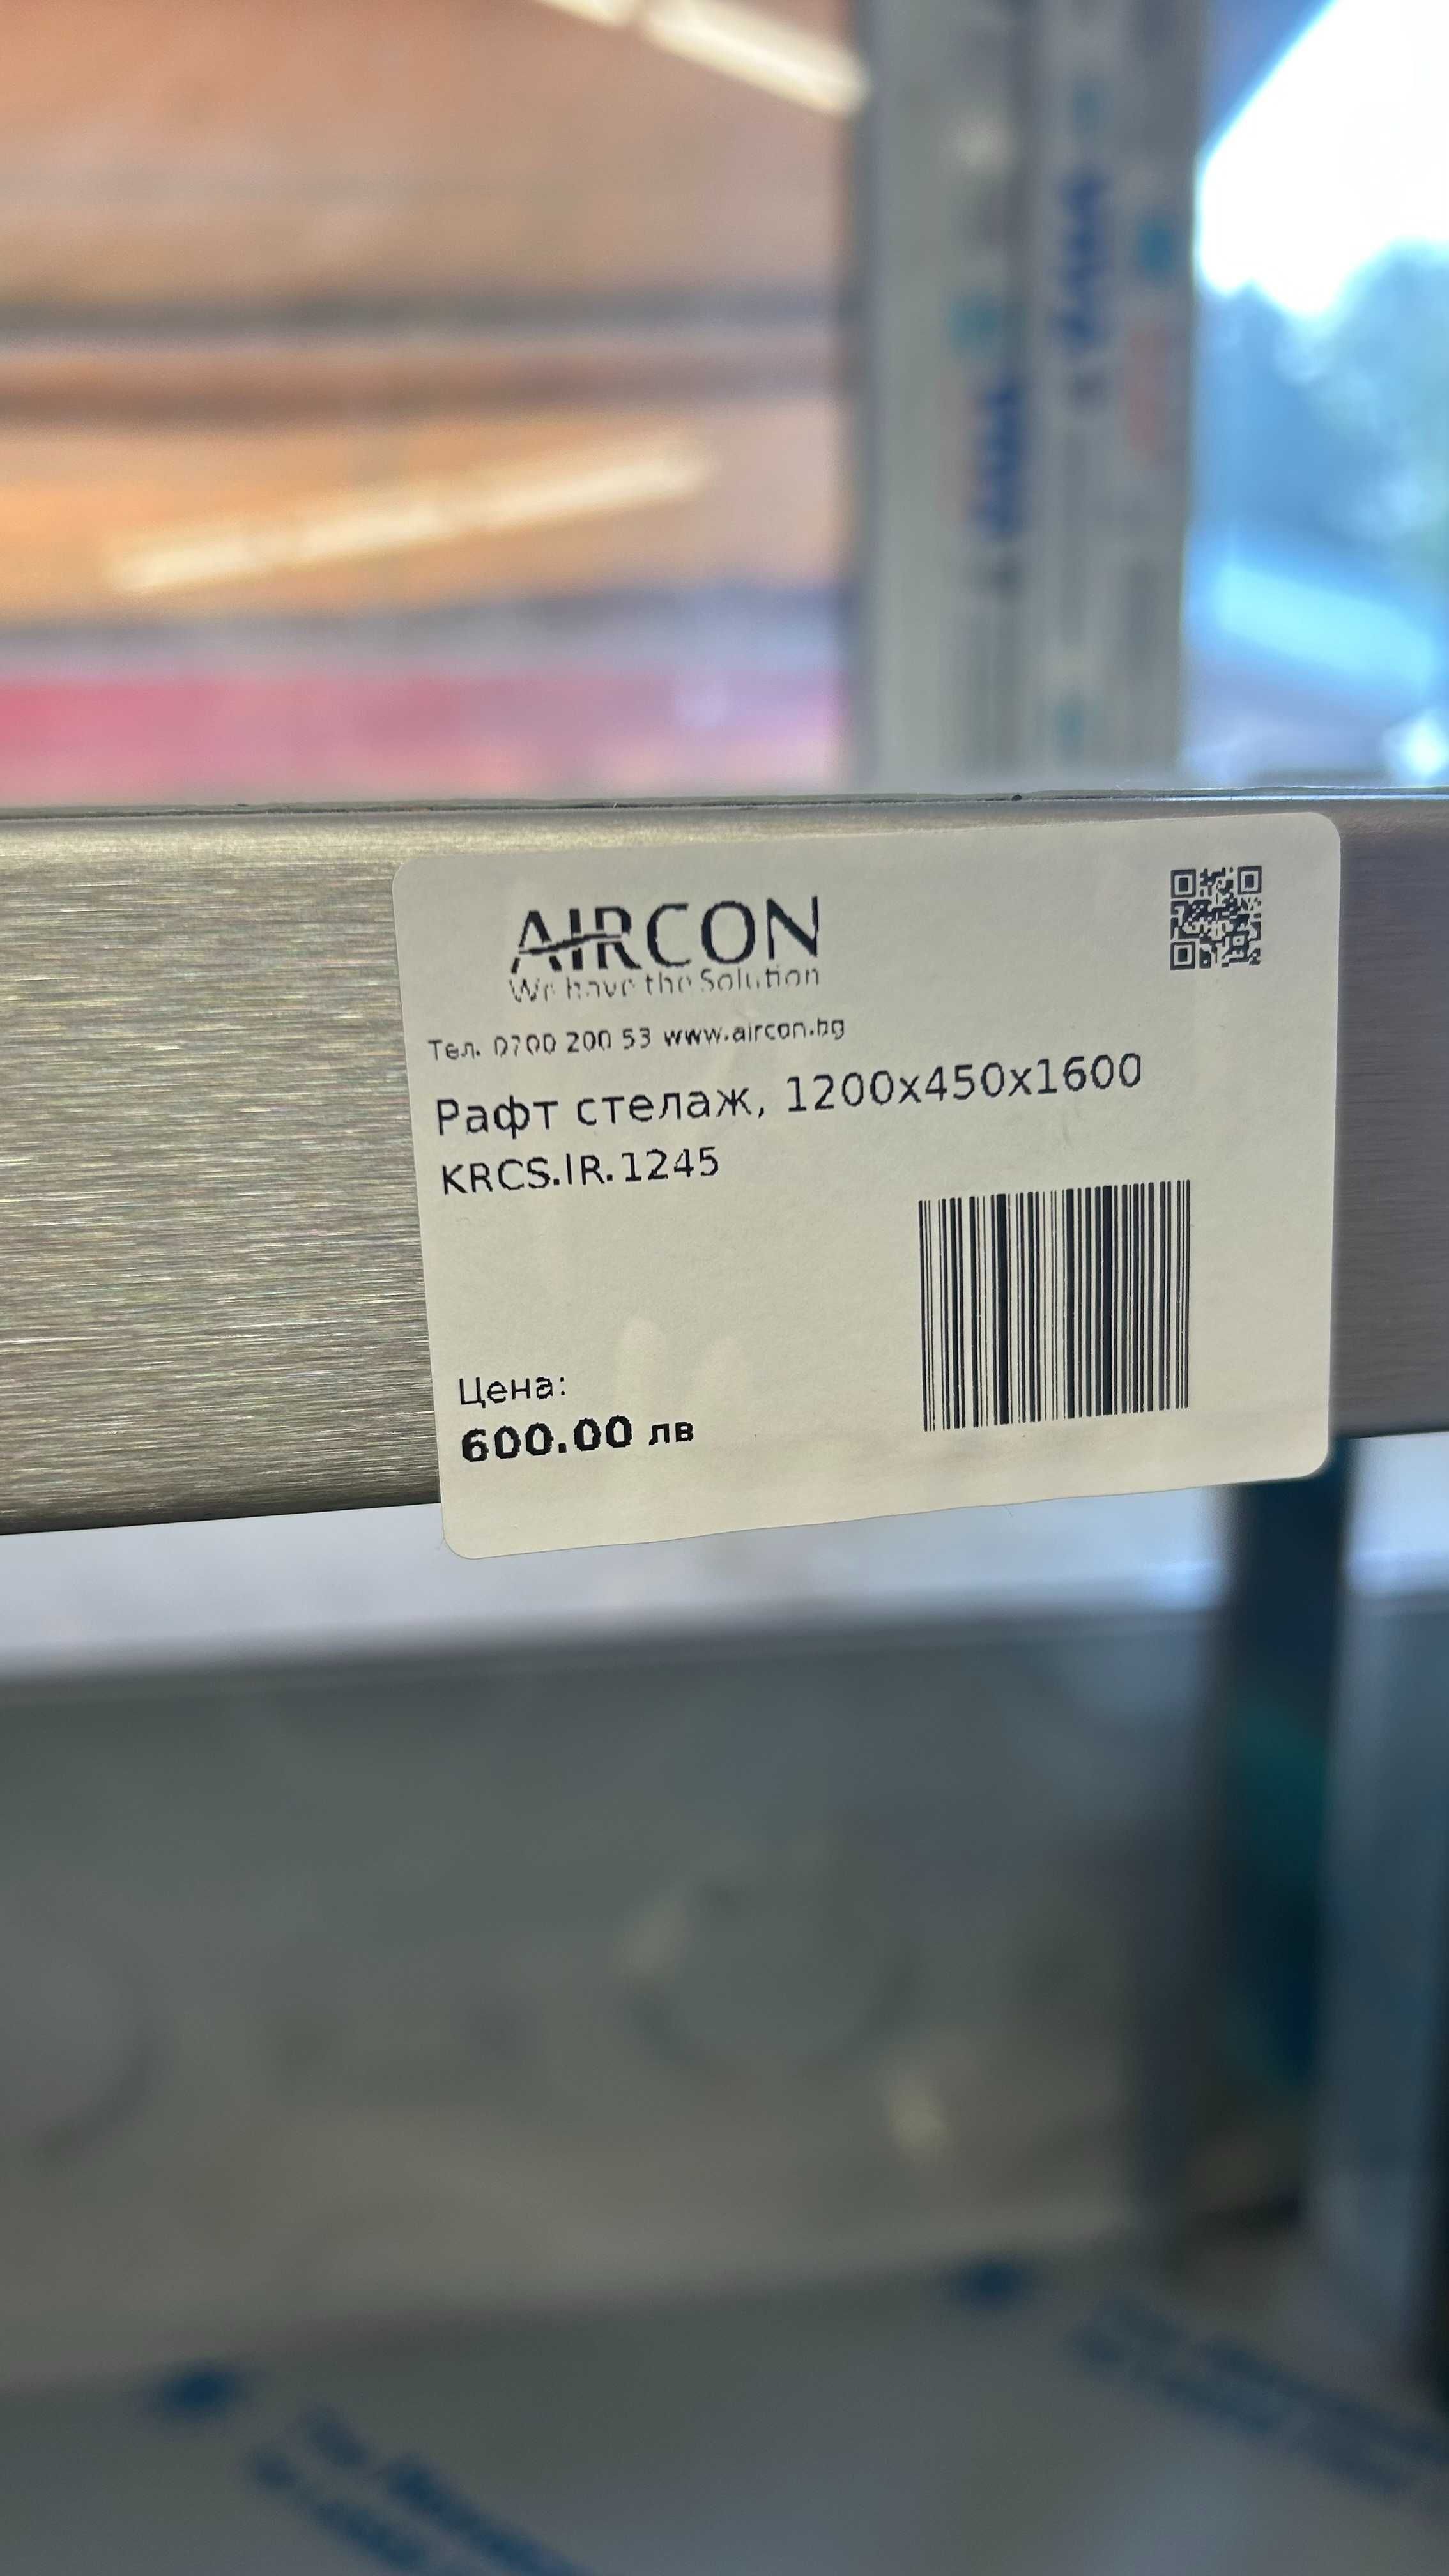 AIRCON
We have the Solution
Тел. 0700 200 53 www.aircon.bg
Рафт стелаж, 1200x450x1600
KRCS.IR.1245
Цена:
600.00 лв